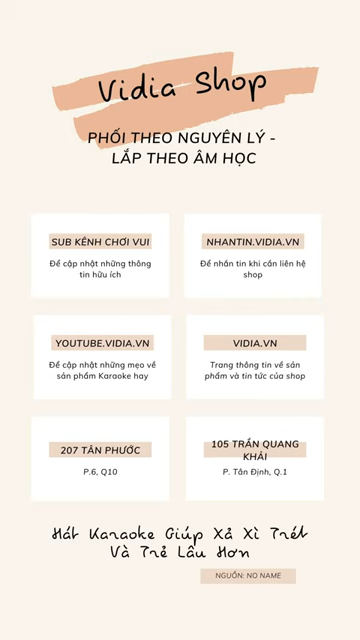 Vidia Shop
PHỐI THEO NGUYÊN LÝ -
LẮP THEO ÂM HỌC
SUB KÊNH CHƠI VUI
Để cập nhật những thông
tin hữu ích
NHANTIN.VIDIA.VN
Để nhắn tin khi cần liên hệ
shop
YOUTUBE.VIDIA.VN
Để cập nhật những mẹo về
sản phẩm Karaoke hay
VIDIA.VN
Trang thông tin về sản
phẩm và tin tức của shop
207 TÂN PHƯỚC
P.6, Q10
105 TRẦN QUANG
KHẢI
P. Tân Định, Q.1
Hát Karaoke Giúp Xả Xì Trét
Và Trẻ Lâu Hơn
NGUỒN: NO NAME